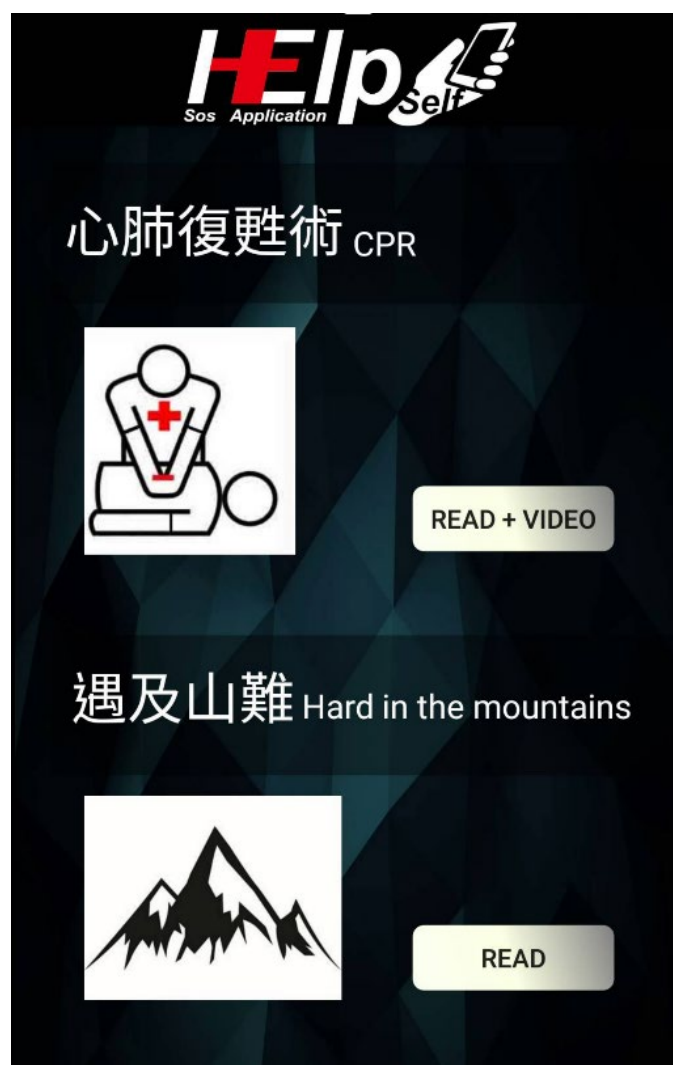 HElp
Self
Sos Application
心肺復甦術 CPR
READ + VIDEO
遇及山難 Hard in the mountains
READ